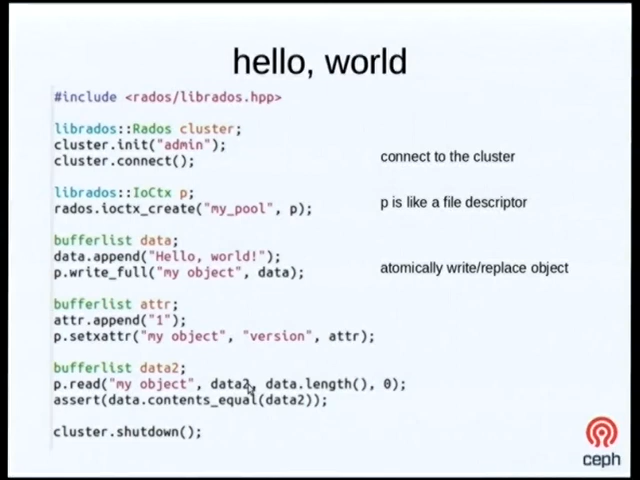 hello, world
#include <rados/librados.hpp>
librados::Rados cluster;
cluster.init("admin");
cluster.connect();
connect to the cluster
librados::IoCtx p;
rados.ioctx_create("my_pool", p);
p is like a file descriptor
bufferlist data;
data.append("Hello, world!");
p.write_full("my object", data);
atomically write/replace object
bufferlist attr;
attr.append("1");
p.setxattr("my object", "version", attr);
bufferlist data2;
p.read("my object", data2, data.length(), 0);
assert(data.contents_equal(data2));
cluster.shutdown();
ceph